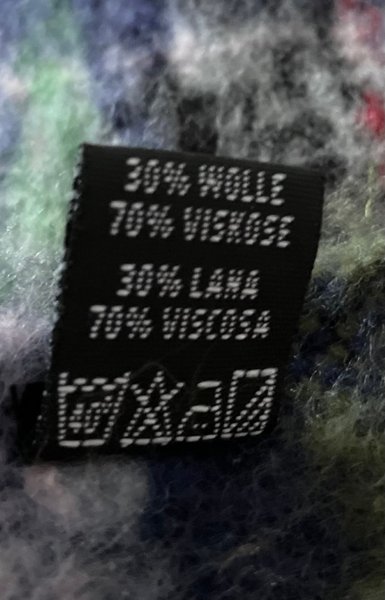 30% WOLLE
70% VISKOSE
30% LANA
70% VISCOSA